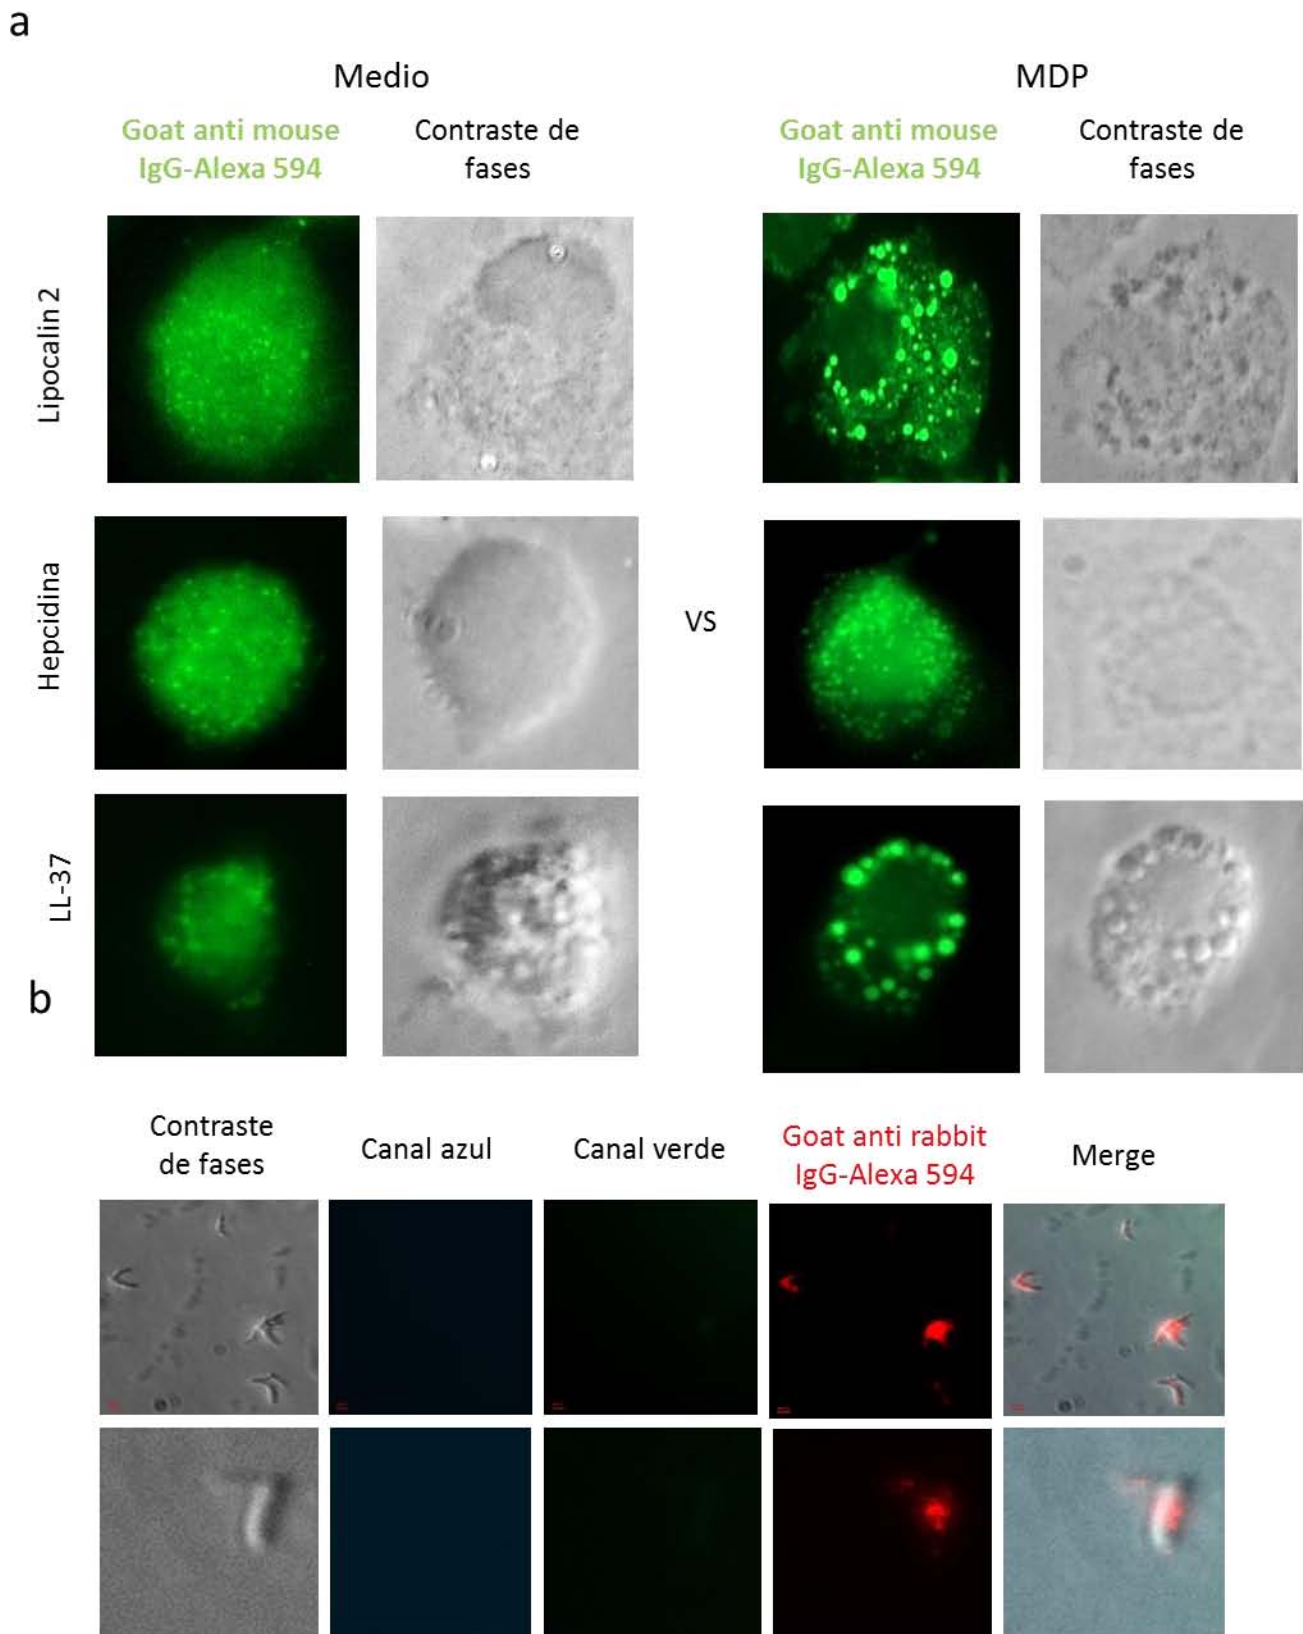 a
Medio
MDP
Goat anti mouse
IgG-Alexa 594
Contraste de
fases
Goat anti mouse
IgG-Alexa 594
Contraste de
fases
Lipocalin 2
Hepcidina
VS
LL-37
b
Contraste
de fases
Canal azul
Canal verde
Goat anti rabbit
IgG-Alexa 594
Merge